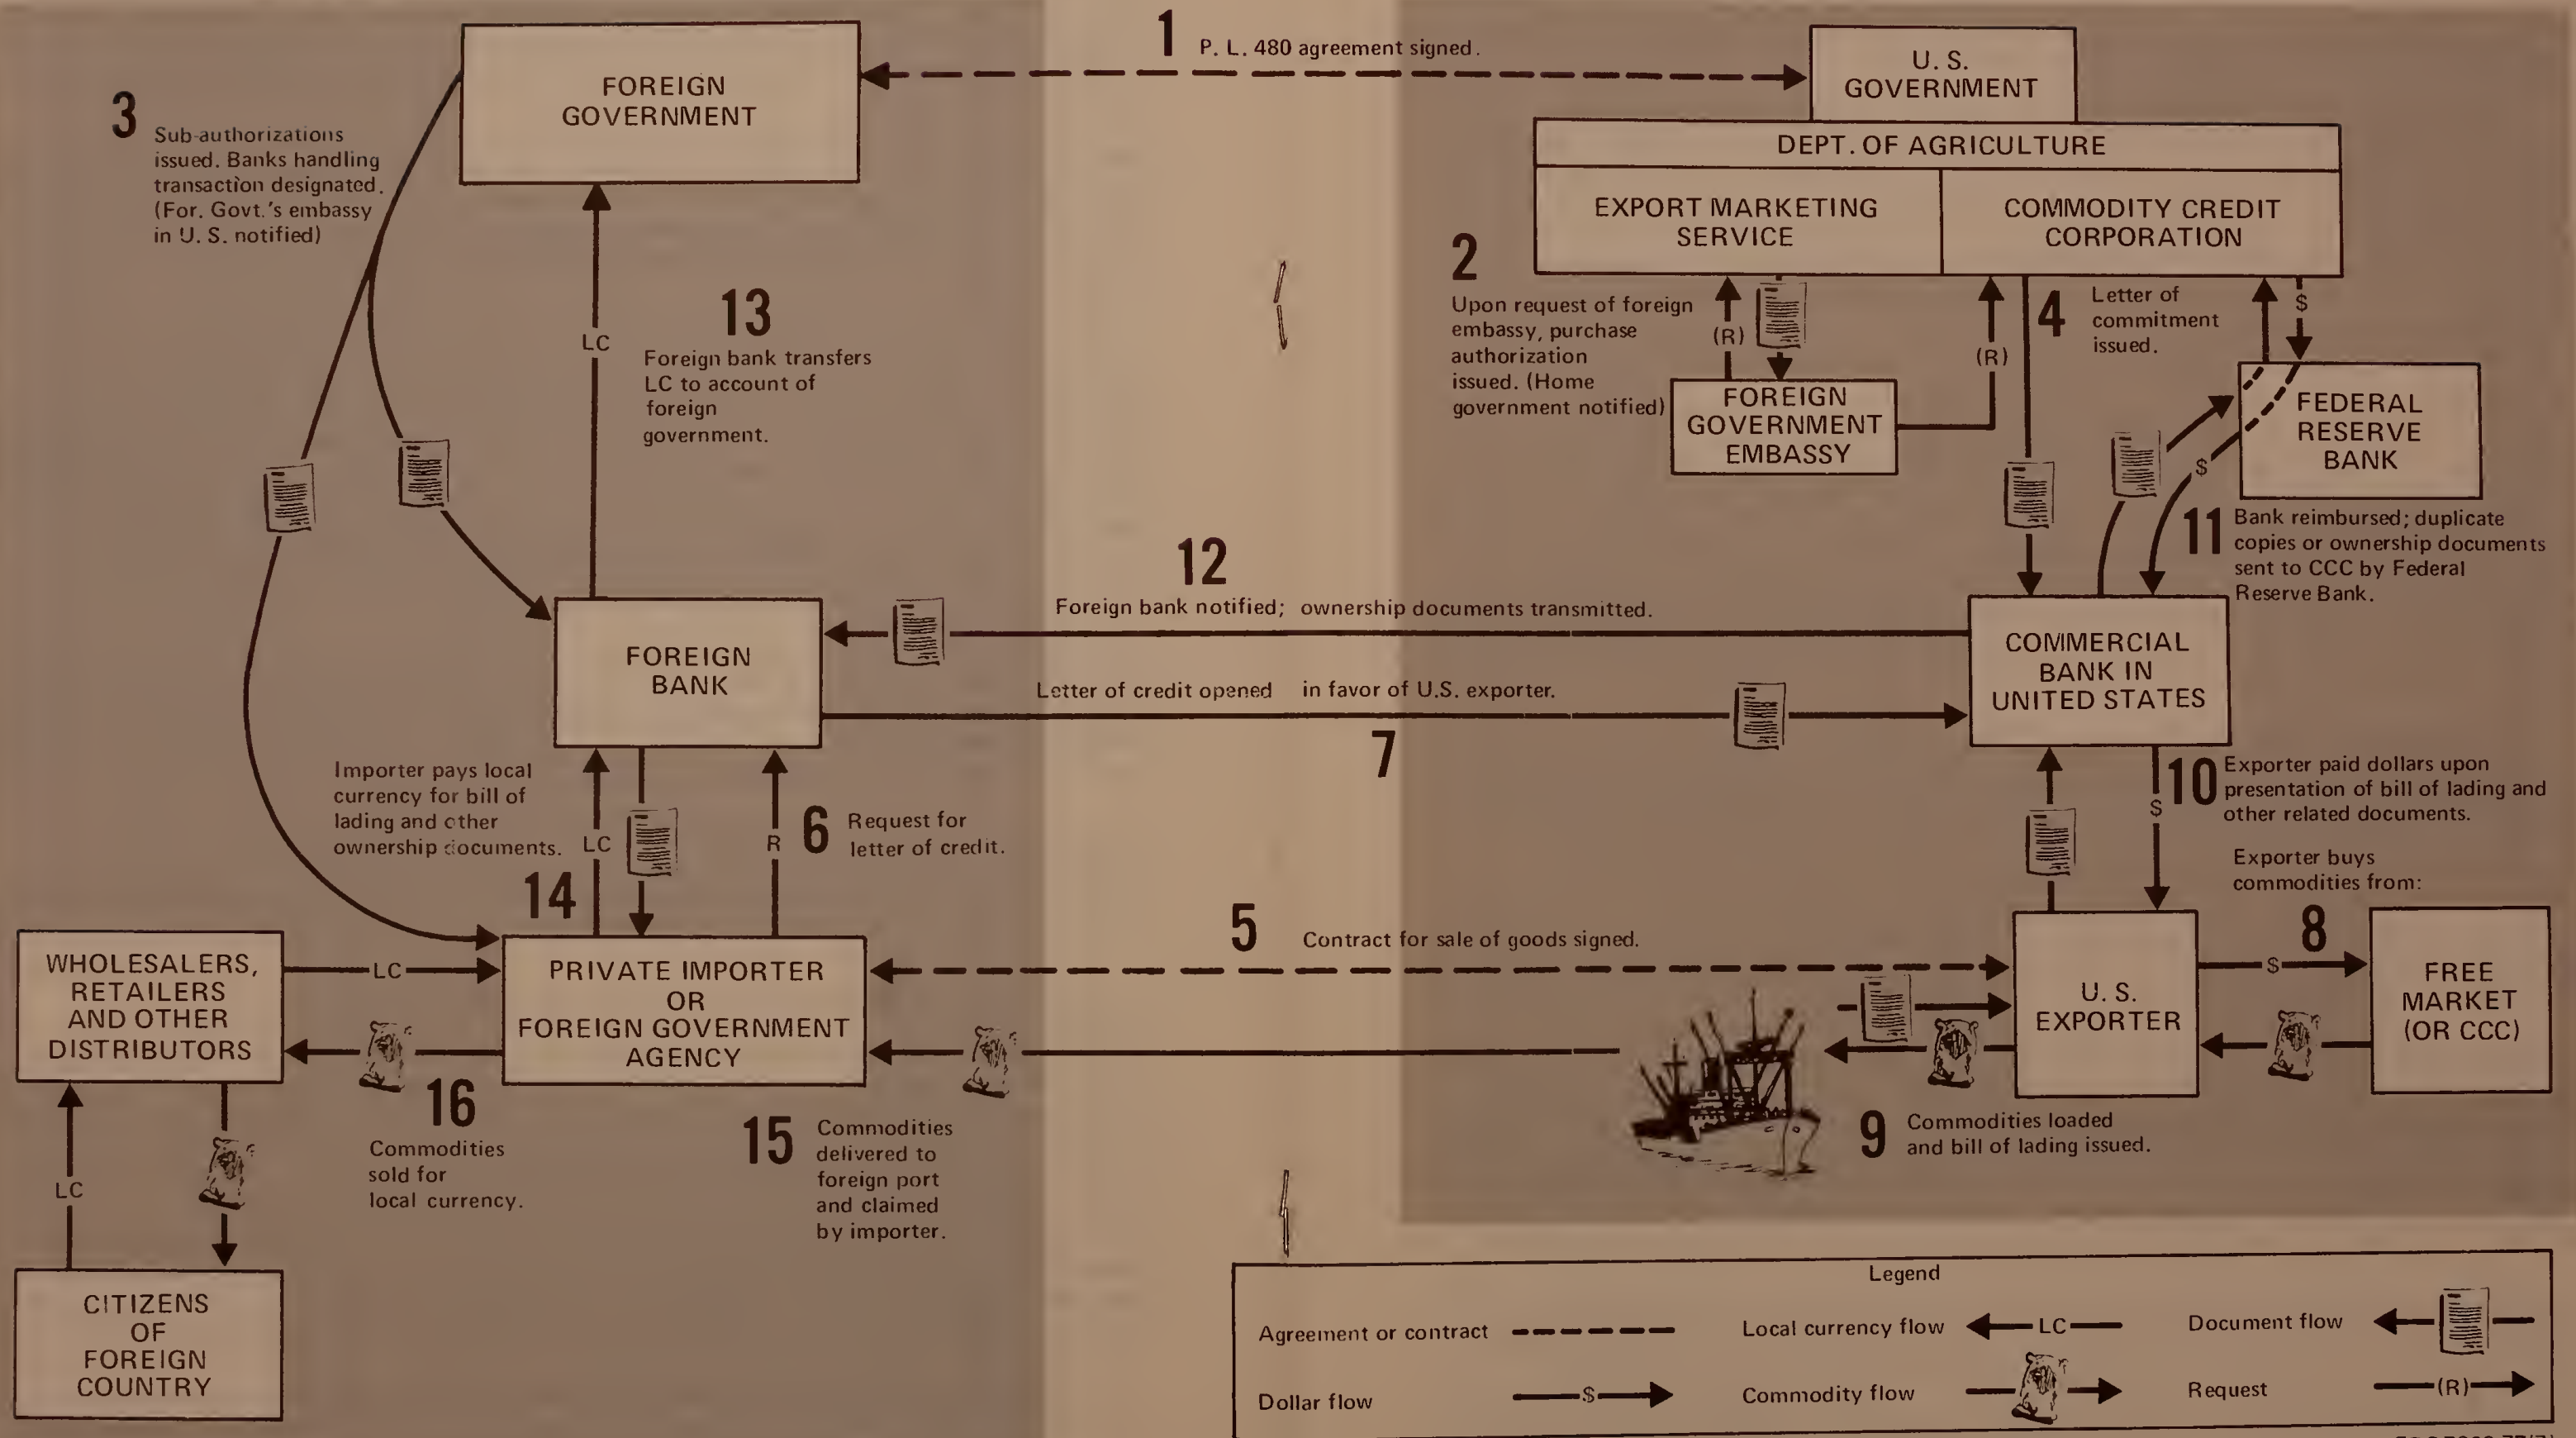 1 P. L. 480 agreement signed.
FOREIGN
GOVERNMENT
U. S.
GOVERNMENT
DEPT. OF AGRICULTURE
EXPORT MARKETING
SERVICE
COMMODITY CREDIT
CORPORATION
3
Sub-authorizations
issued. Banks handling
transaction designated.
(For. Govt.'s embassy
in U. S. notified)
2
Upon request of foreign
embassy, purchase
authorization
issued. (Home
government notified)
(R)
(R)
4
Letter of
commitment
issued.
$
FOREIGN
GOVERNMENT
EMBASSY
FEDERAL
RESERVE
BANK
$
11
Bank reimbursed; duplicate
copies or ownership documents
sent to CCC by Federal
Reserve Bank.
LC
13
Foreign bank transfers
LC to account of
foreign
government.
12
Foreign bank notified; ownership documents transmitted.
FOREIGN
BANK
COMMERCIAL
BANK IN
UNITED STATES
Letter of credit opened in favor of U.S. exporter.
7
Importer pays local
currency for bill of
lading and other
ownership documents.
14
LC
R
6
Request for
letter of credit.
$
10
Exporter paid dollars upon
presentation of bill of lading and
other related documents.
Exporter buys
commodities from:
8
5 Contract for sale of goods signed.
WHOLESALERS,
RETAILERS
AND OTHER
DISTRIBUTORS
LC
PRIVATE IMPORTER
OR
FOREIGN GOVERNMENT
AGENCY
U. S.
EXPORTER
$
FREE
MARKET
(OR CCC)
16
Commodities
sold for
local currency.
15
Commodities
delivered to
foreign port
and claimed
by importer.
9
Commodities loaded
and bill of lading issued.
LC
CITIZENS
OF
FOREIGN
COUNTRY
Legend
Agreement or contract
Local currency flow LC
Document flow
Dollar flow $
Commodity flow
Request (R)